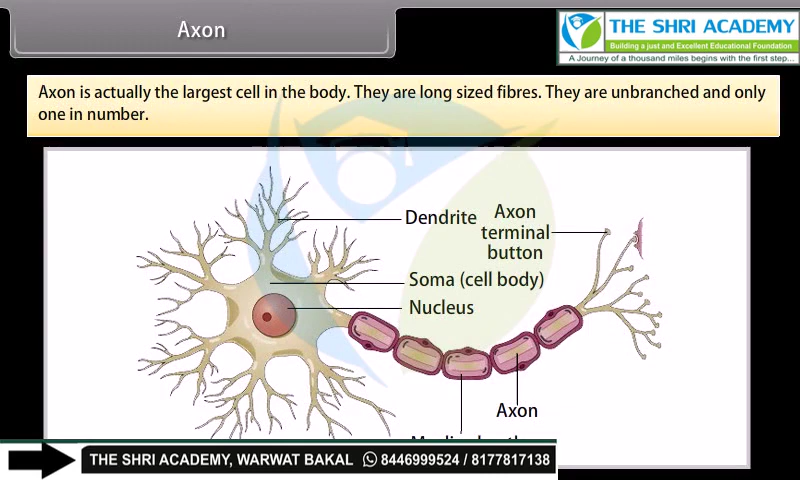 Axon
THE SHRI ACADEMY
Building a just and Excellent Educational Foundation
A Journey of a thousand miles begins with the first step...
Axon is actually the largest cell in the body. They are long sized fibres. They are unbranched and only
one in number.
Dendrite
Axon
terminal
button
Soma (cell body)
Nucleus
Axon
THE SHRI ACADEMY, WARWAT BAKAL 8446999524 / 8177817138